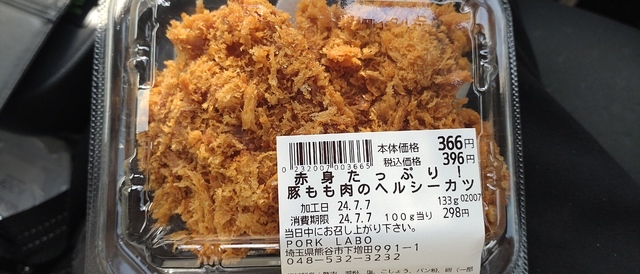 本体価格 366円
税込価格 396円
0232007003665
赤身たっぷり!
豚もも肉のヘルシーカツ
加工日 24.7.7 133g 02007
消費期限 24.7.7 100g当り 298円
当日中にお召し上がり下さい。
PORK LABO
埼玉県熊谷市下増田991-1
048-532-3232